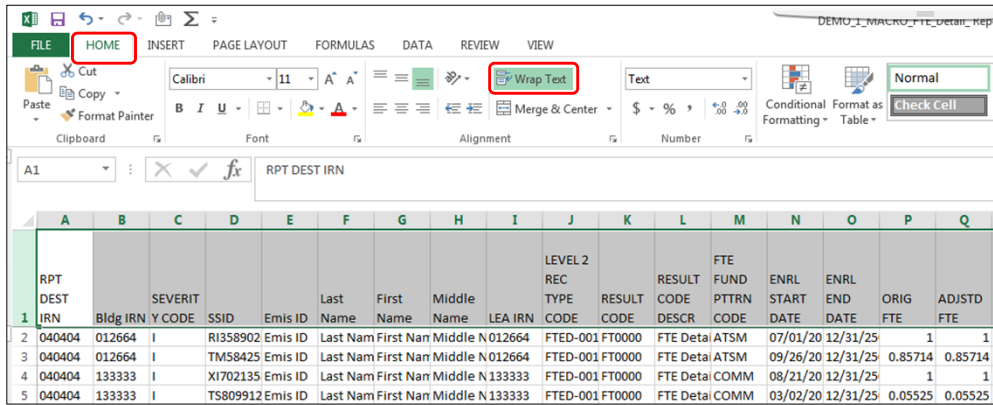 DEMO_1_MACRO_FTE_Detail_ Rep
FILE HOME INSERT PAGE LAYOUT FORMULAS DATA REVIEW VIEW
Cut Calibri 11 Wrap Text Text Normal
Paste Copy B I U Merge & Center $ % Conditional Formatting Format as Table Check Cell
Format Painter
Clipboard Font Alignment Number
A1 fx RPT DEST IRN
A B C D E F G H I J K L M N O P Q
LEVEL 2 FTE
RPT REC RESULT FUND ENRL ENRL
DEST SEVERIT Last First Middle TYPE RESULT CODE PTTRN START END ORIG ADJSTD
1 IRN Bldg IRN Y CODE SSID Emis ID Name Name Name LEA IRN CODE CODE DESCR CODE DATE DATE FTE FTE
2 040404 012664 I RI358902 Emis ID Last Nam First Nam Middle N 012664 FTED-001 FT0000 FTE Detai ATSM 07/01/20 12/31/25 1 1
3 040404 012664 I TM58425 Emis ID Last Nam First Nam Middle N 012664 FTED-001 FT0000 FTE Detai ATSM 09/26/20 12/31/25 0.85714 0.85714
4 040404 133333 I XI702135 Emis ID Last Nam First Nam Middle N 133333 FTED-001 FT0000 FTE Detai COMM 08/21/20 12/31/25 1 1
5 040404 133333 I TS809912 Emis ID Last Nam First Nam Middle N 133333 FTED-001 FT0000 FTE Detai COMM 03/02/20 12/31/25 0.05525 0.05525